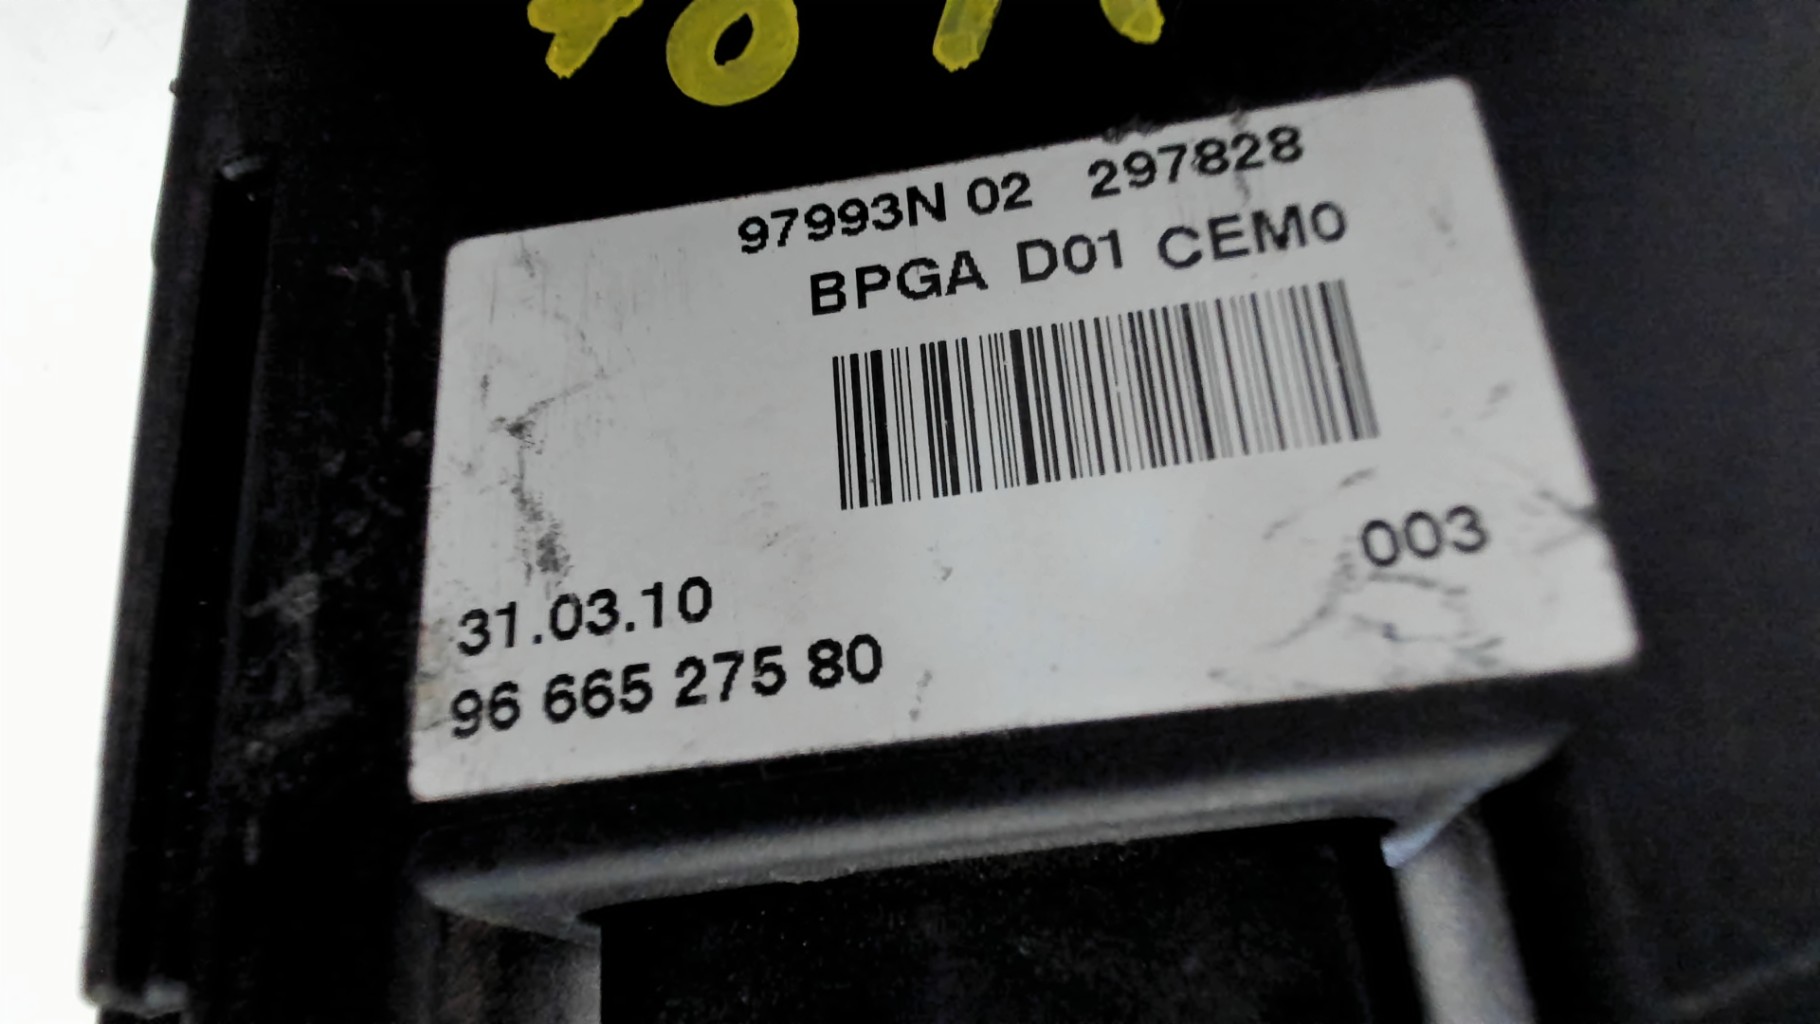 97993N 02 297828
BPGA D01 CEM0
003
31.03.10
96 665 275 80